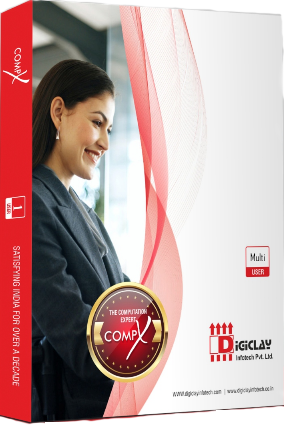 COMPX
1
USER
SATISFYING INDIA FOR OVER A DECADE
THE COMPUTATION
EXPERT
COMPX
Multi
USER
DIGICLAY
Infotech Pvt. Ltd.
WWW.digiclayinfotech.com | www.digiclayinfotech.co.in